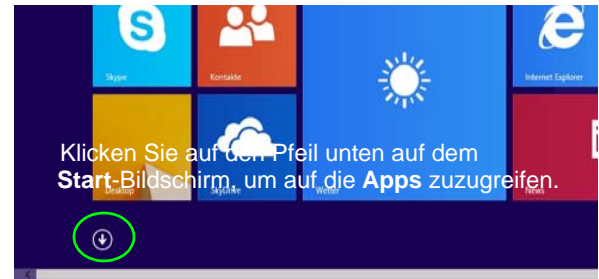 Skype
Kontakte
Internet Explorer
Klicken Sie auf den Pfeil unten auf dem
Start-Bildschirm, um auf die Apps zuzugreifen.
Desktop
SkyDrive
Wetter
News